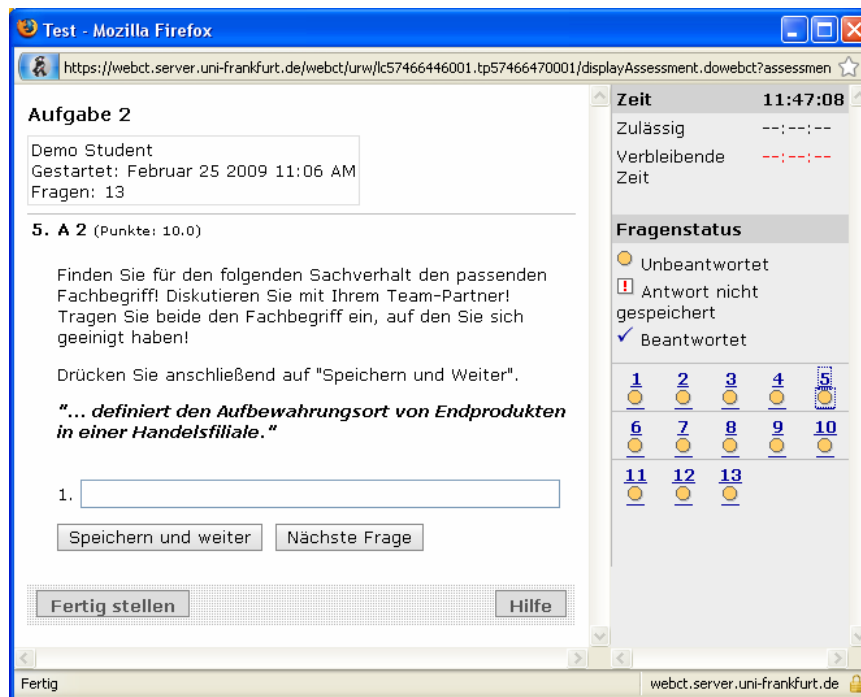 Test - Mozilla Firefox
https://webct.server.uni-frankfurt.de/webct/urw/lc57466446001.tp57466470001/displayAssessment.dowebct?assessmen
Aufgabe 2
Demo Student
Gestartet: Februar 25 2009 11:06 AM
Fragen: 13
5. A 2 (Punkte: 10.0)
Finden Sie für den folgenden Sachverhalt den passenden
Fachbegriff! Diskutieren Sie mit Ihrem Team-Partner!
Tragen Sie beide den Fachbegriff ein, auf den Sie sich
geeinigt haben!
Drücken Sie anschließend auf "Speichern und Weiter".
"... definiert den Aufbewahrungsort von Endprodukten
in einer Handelsfiliale."
1.
Speichern und weiter Nächste Frage
Fertig stellen Hilfe
Zeit 11:47:08
Zulässig --:--:--
Verbleibende --:--:--
Zeit
Fragenstatus
Unbeantwortet
! Antwort nicht
gespeichert
Beantwortet
1 2 3 4 5
6 7 8 9 10
11 12 13
Fertig webct.server.uni-frankfurt.de